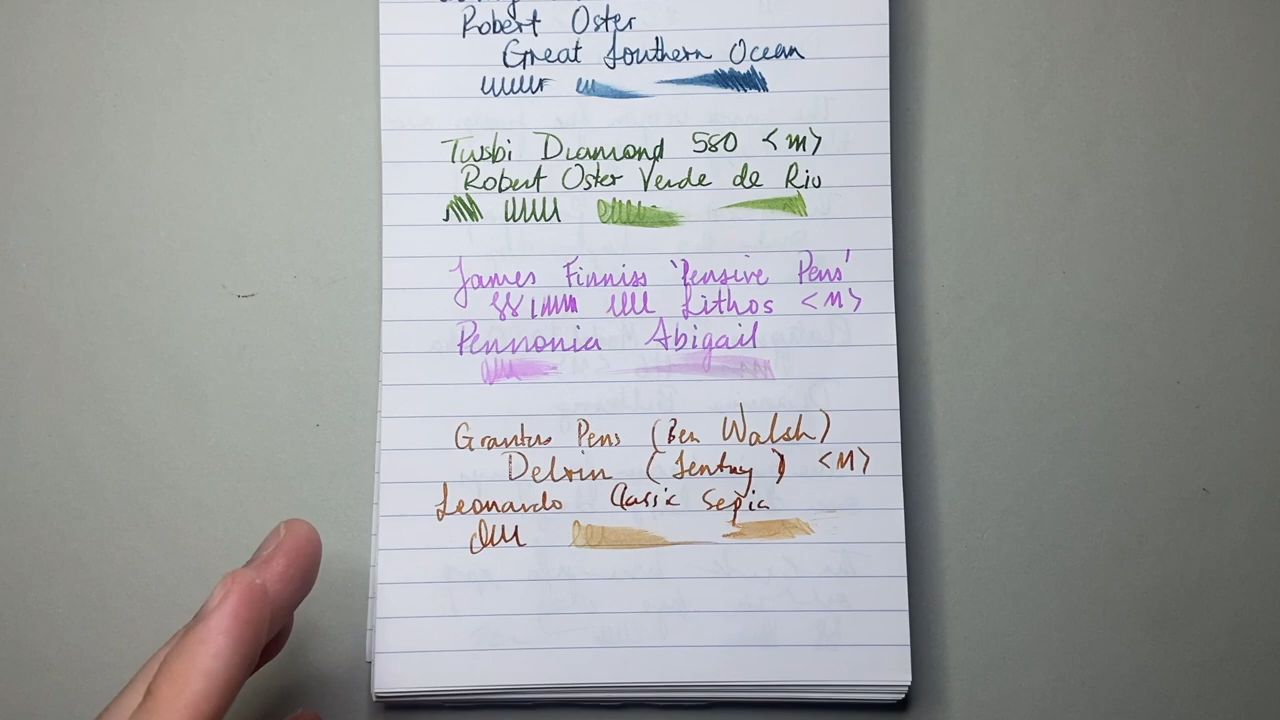 Robert Oster
Great Southern Ocean
Twsbi Diamond 580 <M>
Robert Oster Verde de Rio
James Finniss 'Pensive Pens'
Lithos <M>
Pennonia Abigail
Pens (Ben Walsh)
Delrin (Sentry) <M>
Leonardo Classic Sepia